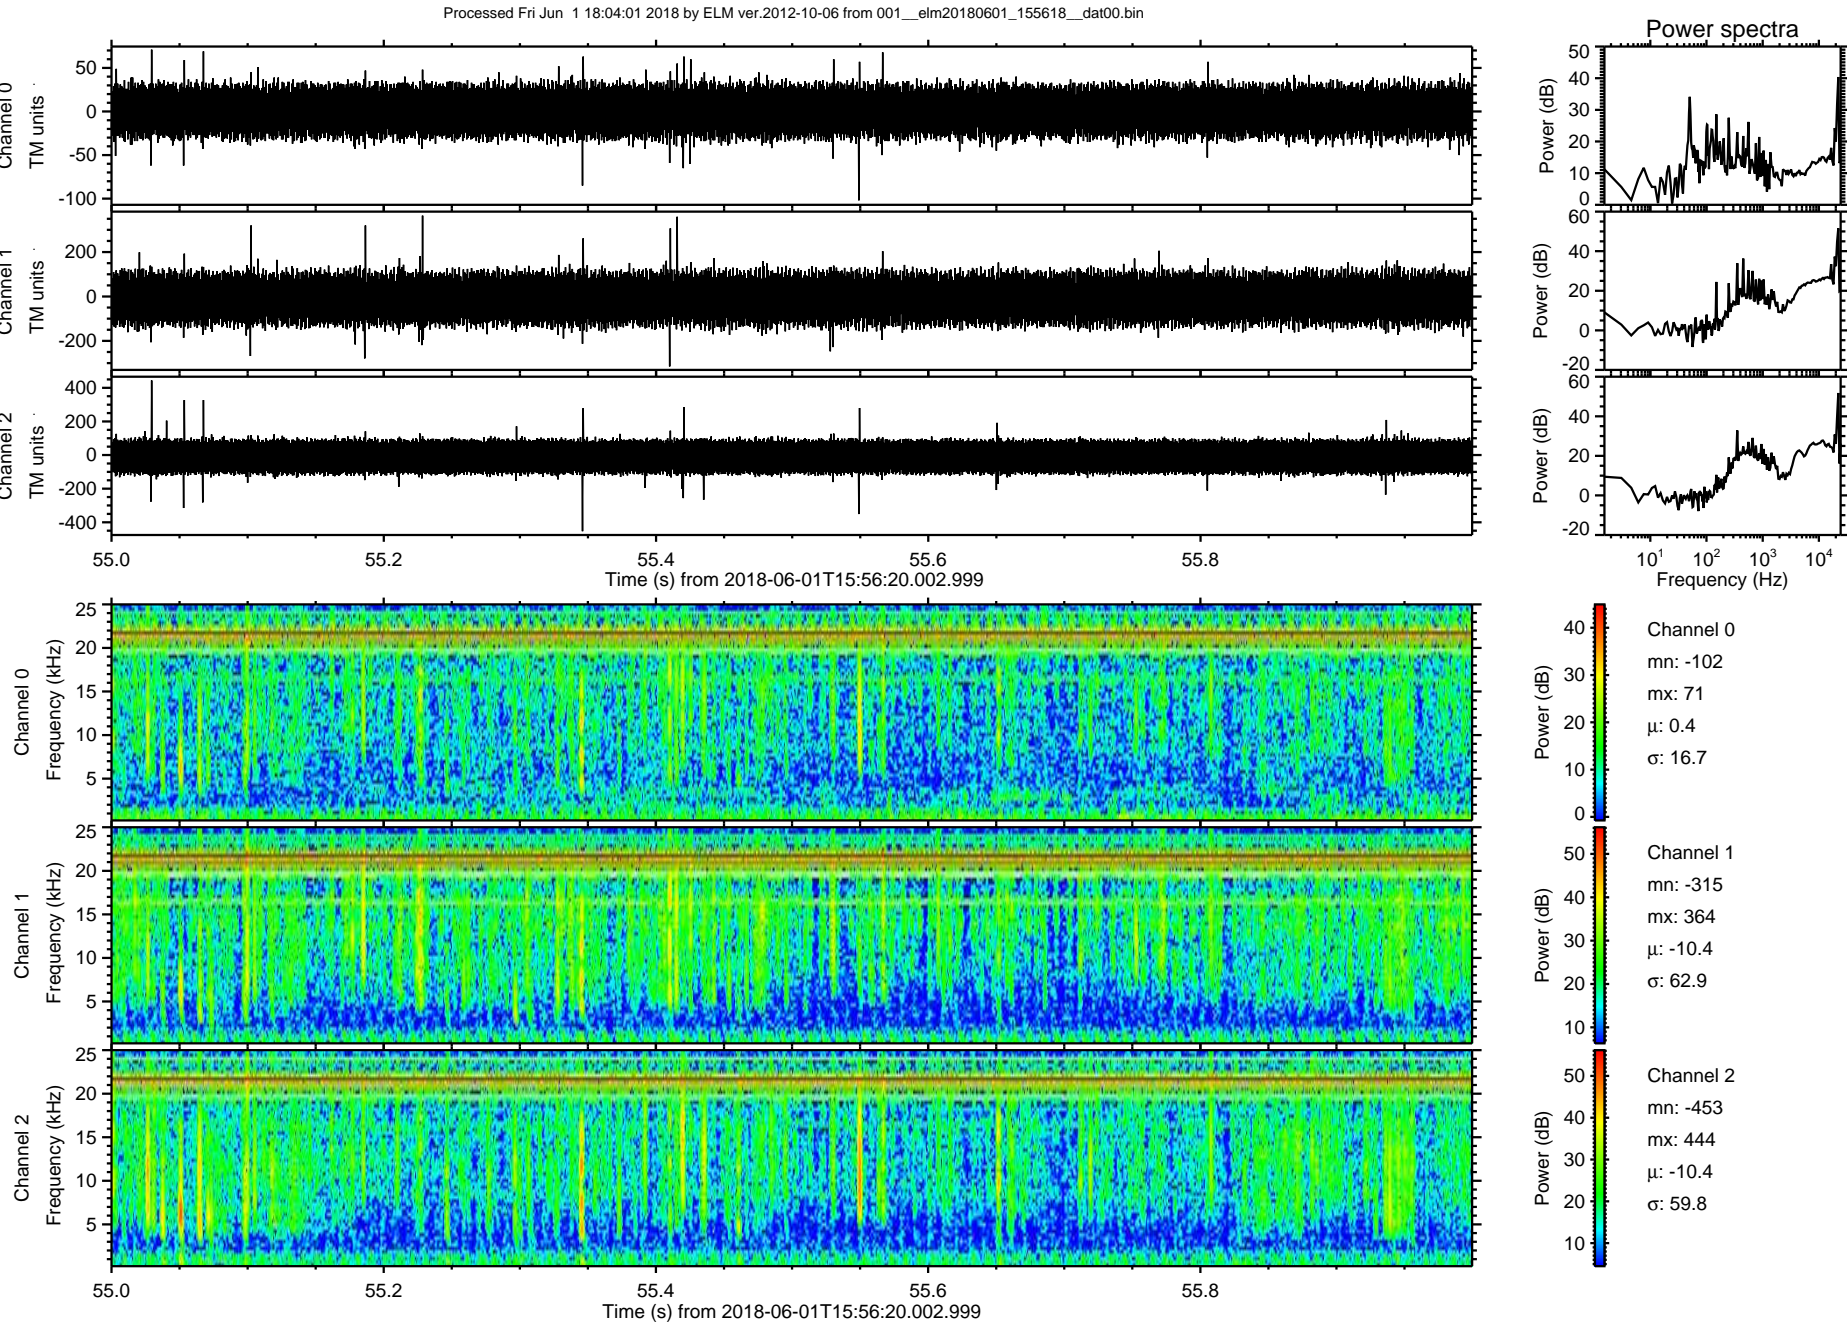 Processed Fri Jun  1 18:04:01 2018 by ELM ver.2012-10-06 from 001__elm20180601_155618__dat00.bin
Power spectra
Channel 0
TM units
50
0
-50
-100
Power (dB)
50
40
30
20
10
0
Channel 1
TM units
200
0
-200
Power (dB)
60
40
20
0
-20
Channel 2
TM units
400
200
0
-200
-400
Power (dB)
60
40
20
0
-20
55.0 55.2 55.4 55.6 55.8
Time (s) from 2018-06-01T15:56:20.002.999
10¹ 10² 10³ 10⁴
Frequency (Hz)
Channel 0
Frequency (kHz)
25
20
15
10
5
Power (dB)
40
30
20
10
0
Channel 0
mn: -102
mx: 71
μ: 0.4
σ: 16.7
Channel 1
Frequency (kHz)
25
20
15
10
5
Power (dB)
50
40
30
20
10
Channel 1
mn: -315
mx: 364
μ: -10.4
σ: 62.9
Channel 2
Frequency (kHz)
25
20
15
10
5
Power (dB)
50
40
30
20
10
Channel 2
mn: -453
mx: 444
μ: -10.4
σ: 59.8
55.0 55.2 55.4 55.6 55.8
Time (s) from 2018-06-01T15:56:20.002.999